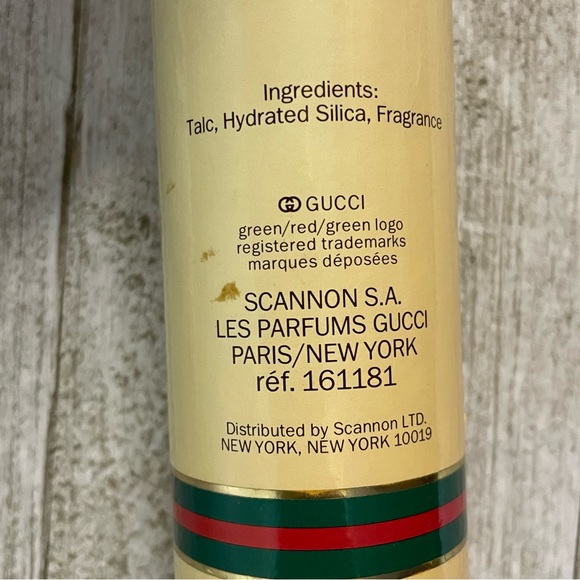 Ingredients:
Talc, Hydrated Silica, Fragrance
GUCCI
green/red/green logo
registered trademarks
marques déposées
SCANNON S.A.
LES PARFUMS GUCCI
PARIS/NEW YORK
réf. 161181
Distributed by Scannon LTD.
NEW YORK, NEW YORK 10019